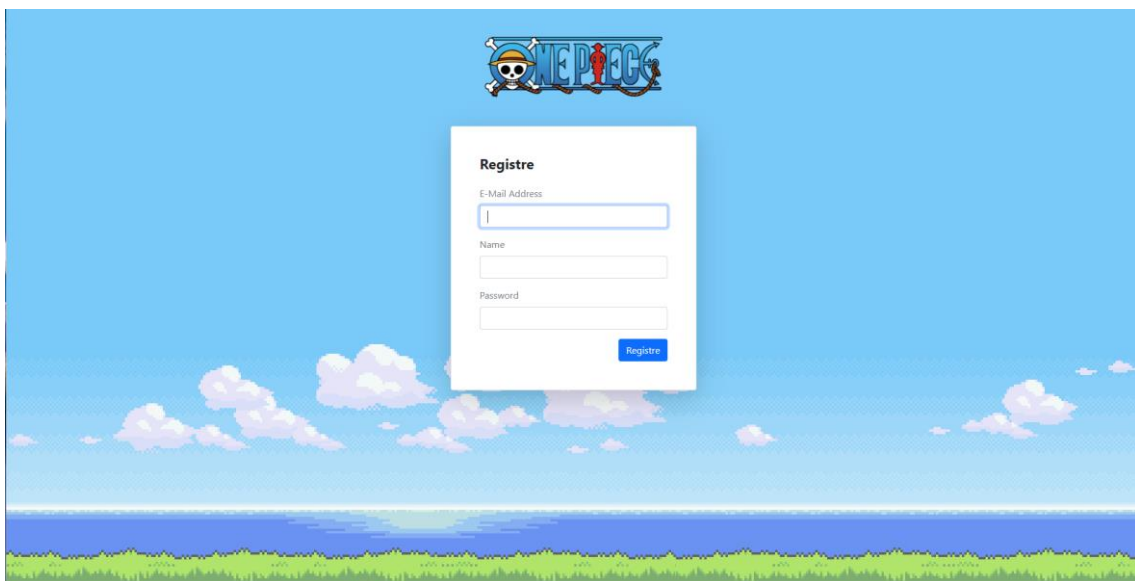 ONE PIECE
Registre
E-Mail Address
Name
Password
Registre